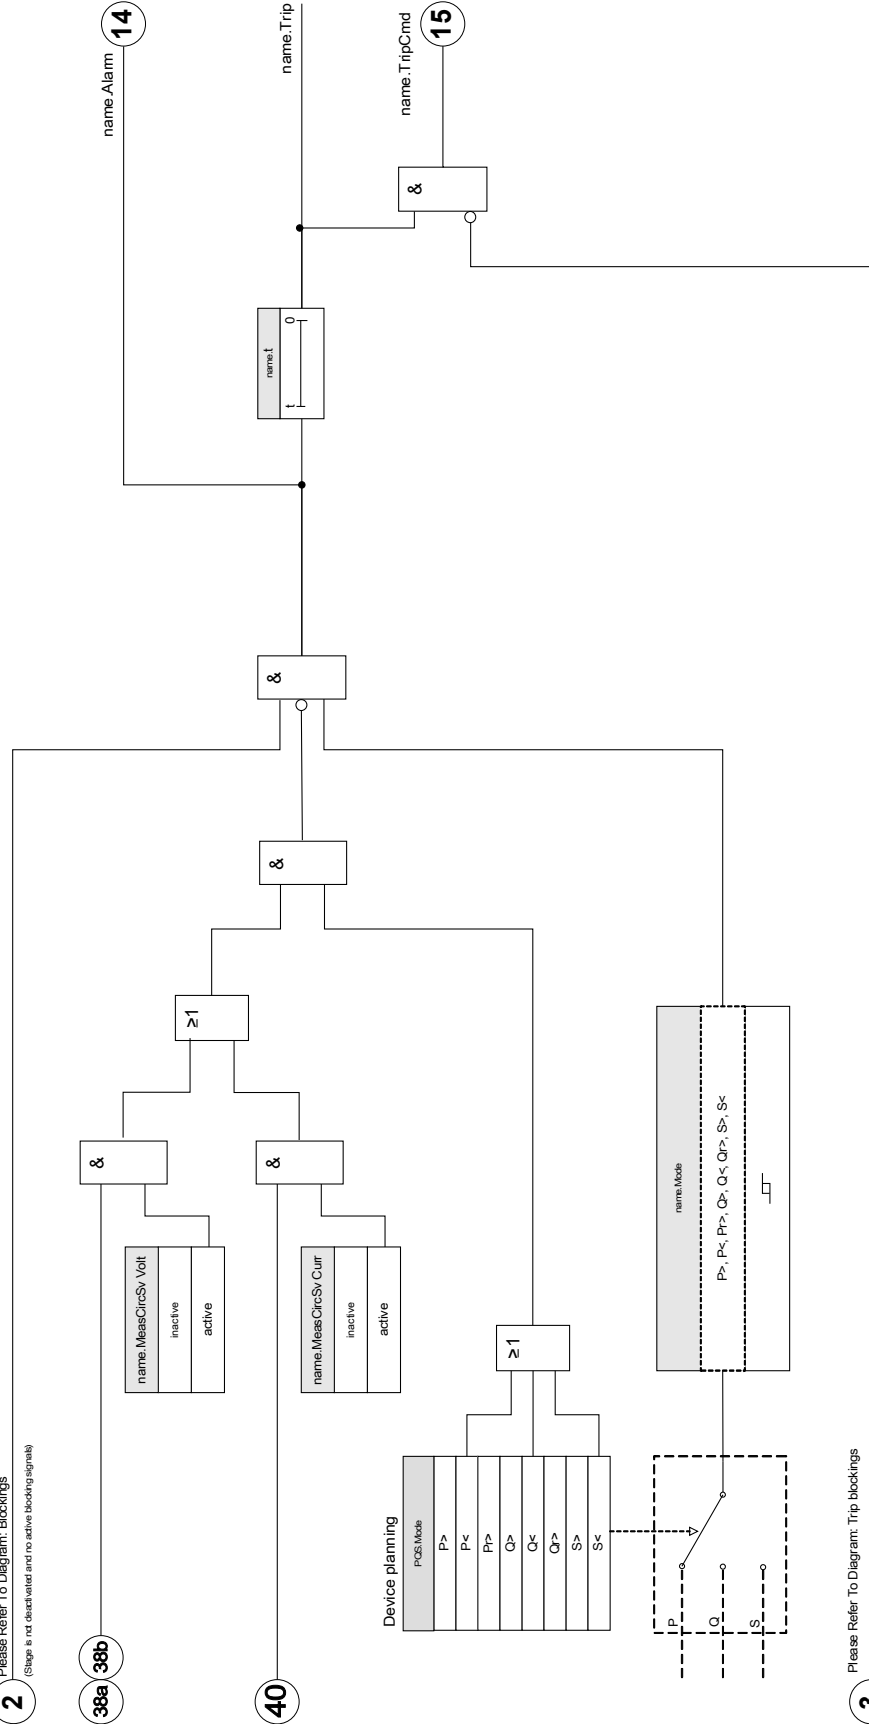 2
Please Refer To Diagram: Blockings
(Stage is not deactivated and no active blocking signals)
name.Alarm
14
38a
38b
&
name.MeasCircSv Volt
inactive
active
≥1
40
&
name.MeasCircSv Curr
inactive
active
&
&
name.t
t
0
name.Trip
&
name.TripCmd
15
Device planning
PQS.Mode
P>
P<
Pr>
Q>
Q<
Qr>
S>
S<
≥1
P
Q
S
name.Mode
P>, P<, Pr>, Q>, Q<, Qr>, S>, S<
3
Please Refer To Diagram: Trip blockings